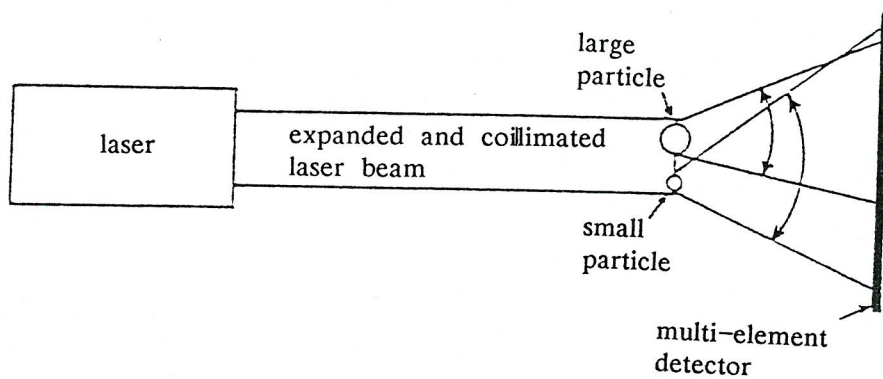 large
particle
laser
expanded and coillimated
laser beam
small
particle
multi-element
detector